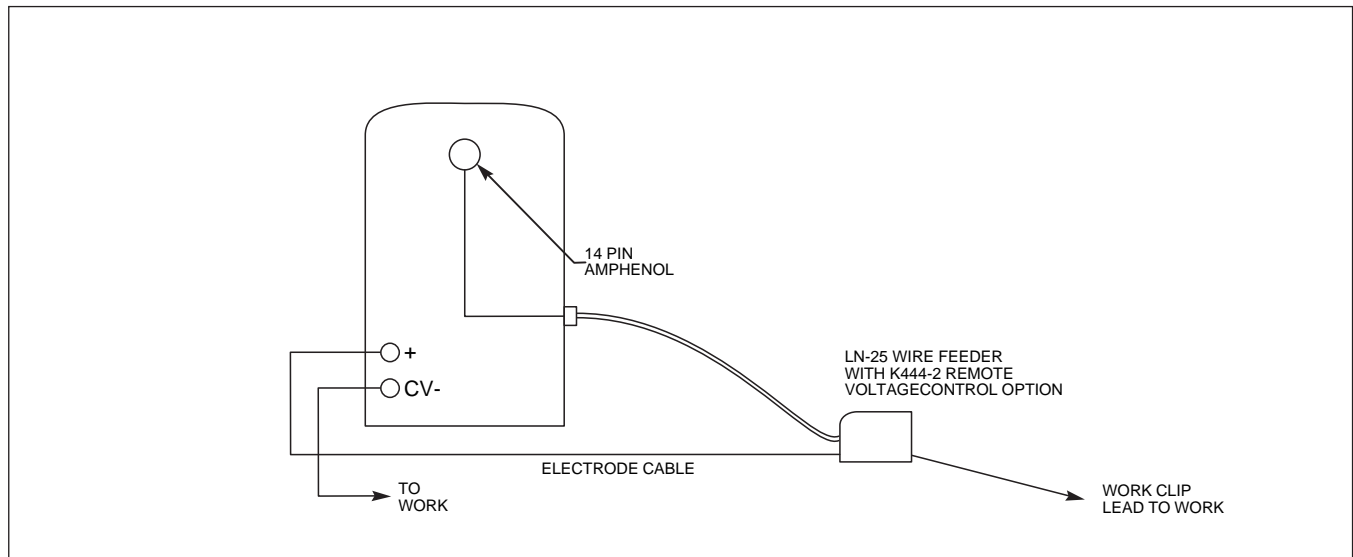 14 PIN
AMPHENOL
+
CV-
LN-25 WIRE FEEDER
WITH K444-2 REMOTE
VOLTAGECONTROL OPTION
ELECTRODE CABLE
TO
WORK
WORK CLIP
LEAD TO WORK